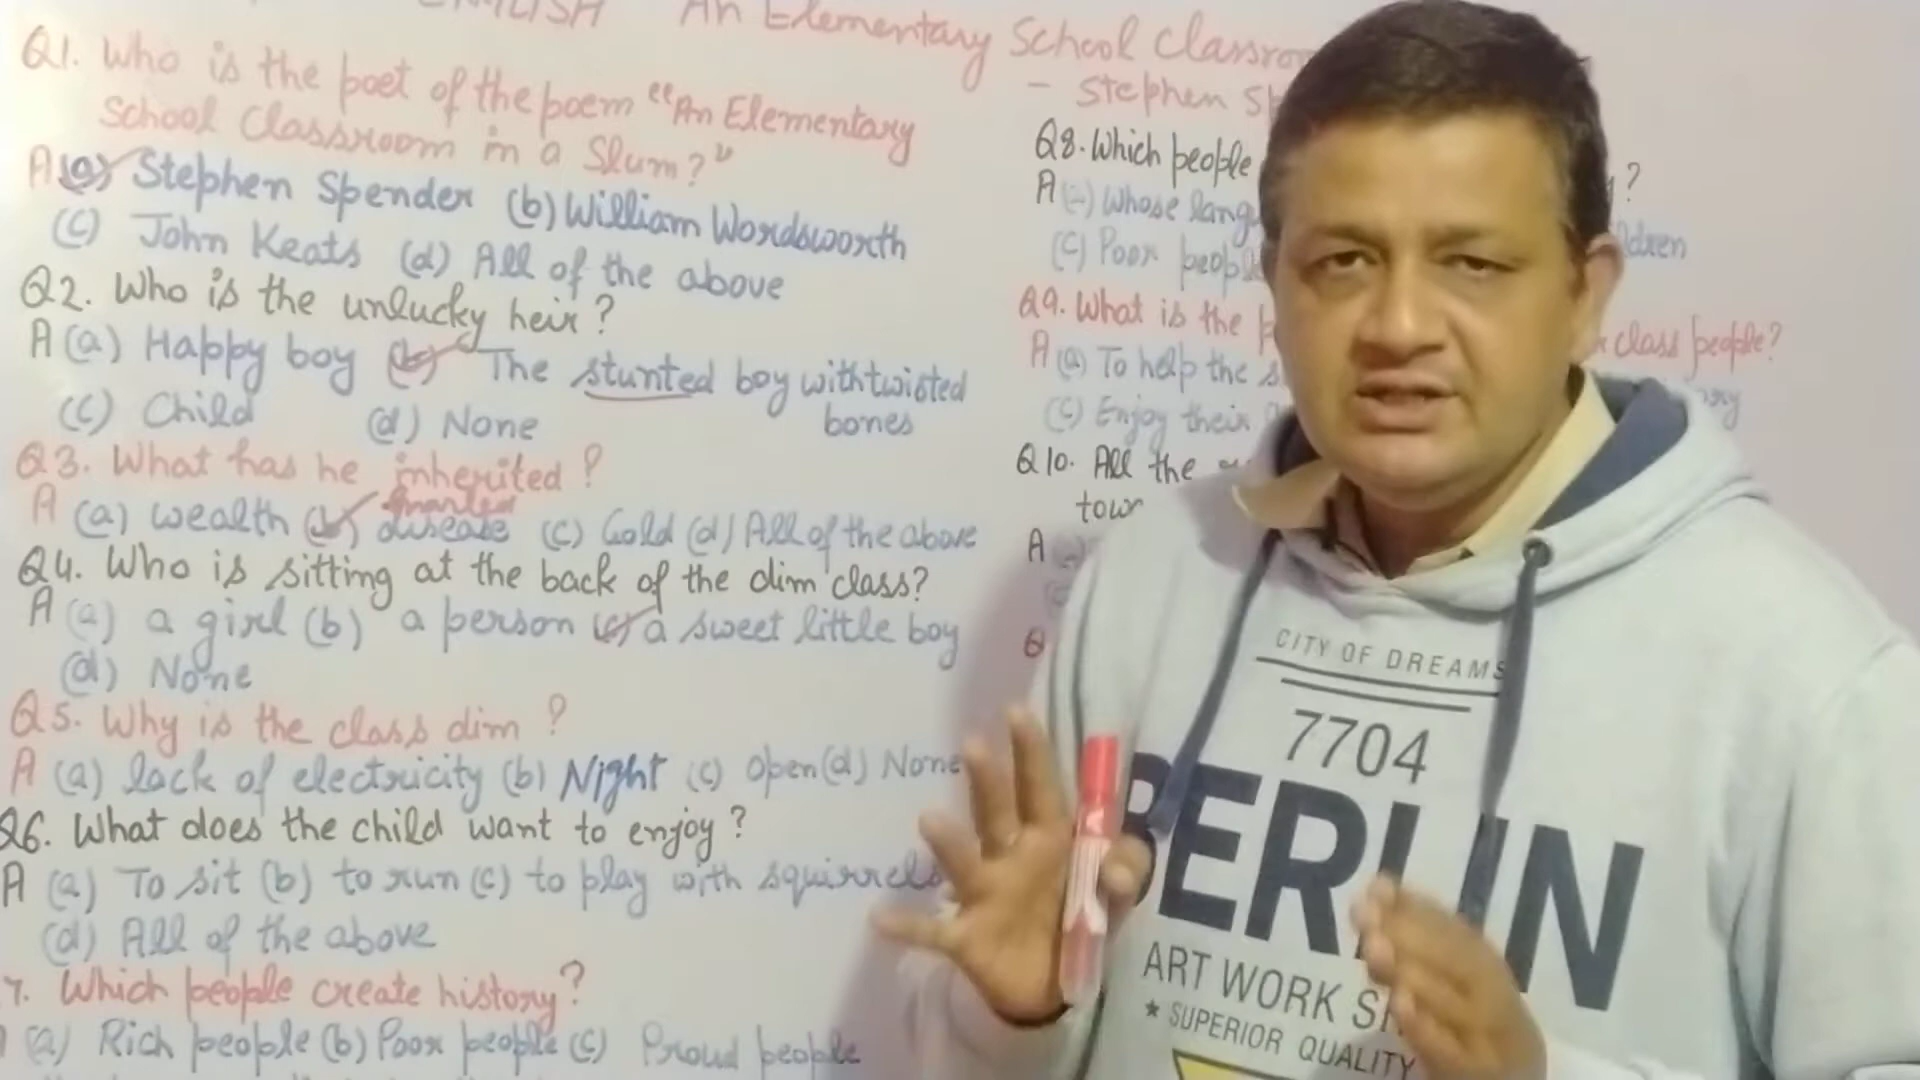 An Elementary School Classroom
- Stephen
Q1. Who is the poet of the poem "An Elementary
School Classroom in a Slum?"
A (a) Stephen Spender (b) William Wordsworth
(c) John Keats (d) All of the above
Q2. Who is the unlucky heir?
A (a) Happy boy (b) The stunted boy with twisted
bones
(c) Child (d) None
Q3. What has he inherited?
gnarled
A (a) wealth (b) disease (c) Gold (d) All of the above
Q4. Who is sitting at the back of the dim class?
A (a) a girl (b) a person (c) a sweet little boy
(d) None
Q5. Why is the class dim?
A (a) lack of electricity (b) Night (c) Open (d) None
Q6. What does the child want to enjoy?
A (a) To sit (b) to run (c) to play with squirrels
(d) All of the above
7. Which people create history?
(a) Rich people (b) Poor people (c) Proud people
Q8. Which people ?
A (a) Whose
(c) Poor people
Q9. What is the class people?
A (a) To help the
(c) Enjoy their
Q10. All the
town
A
CITY OF DREAMS
7704
BERLIN
ART WORK
★ SUPERIOR QUALITY